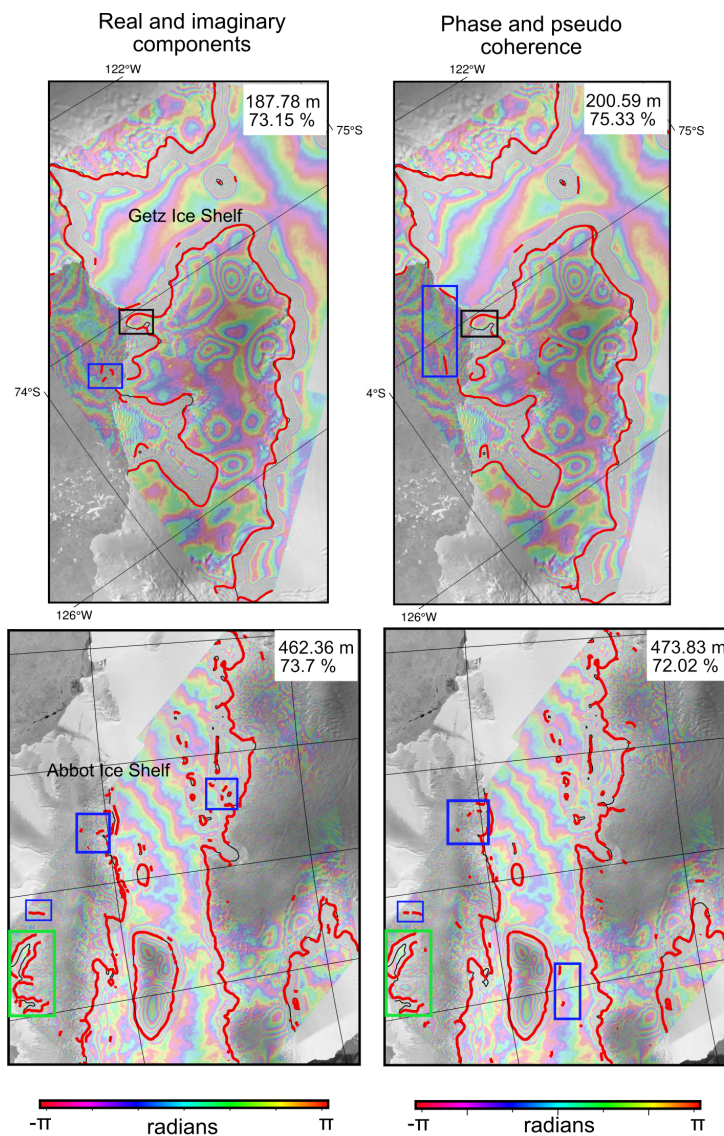 Real and imaginary
components
Phase and pseudo
coherence
122°W
122°W
187.78 m
73.15 %
200.59 m
75.33 %
75°S
75°S
Getz Ice Shelf
74°S
4°S
126°W
126°W
462.36 m
73.7 %
473.83 m
72.02 %
Abbot Ice Shelf
-π
radians
π
-π
radians
π